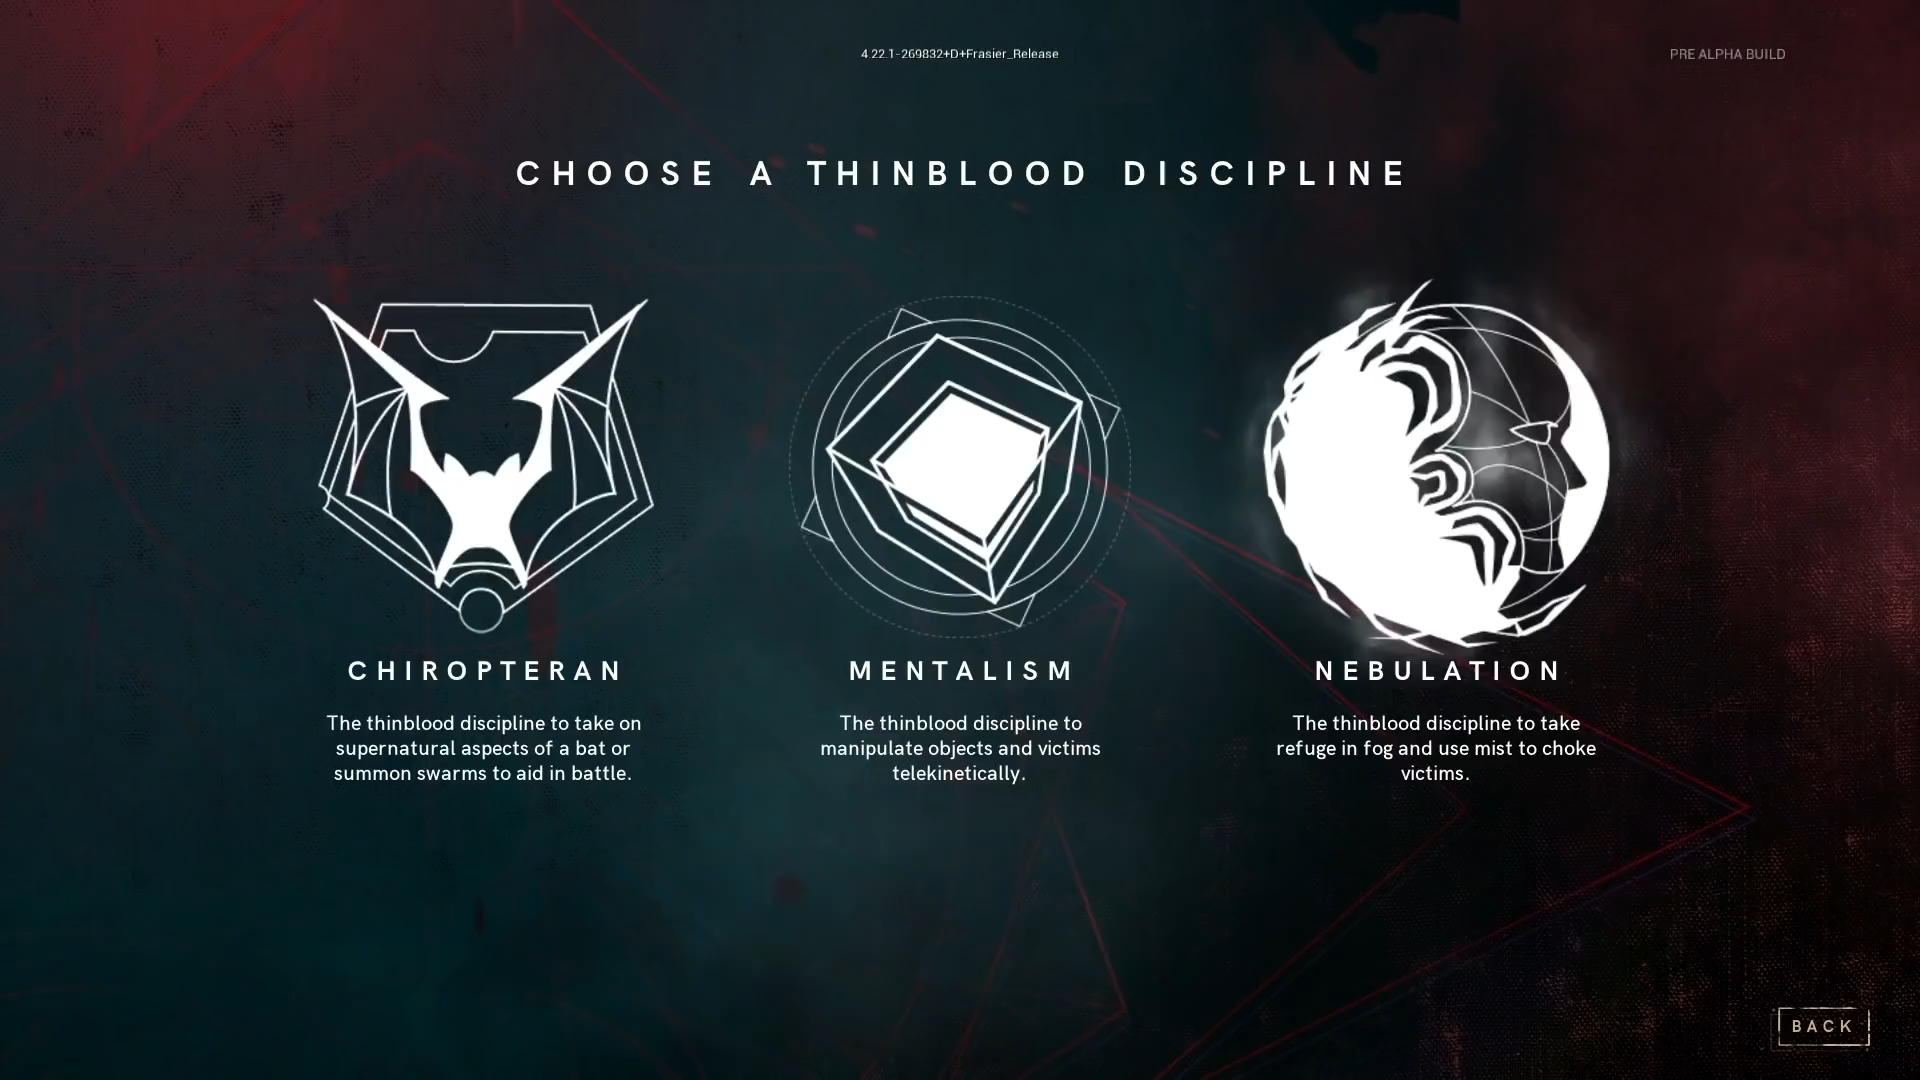 4.22.1-269832+D+Frasier_Release
PRE ALPHA BUILD
CHOOSE A THINBLOOD DISCIPLINE
CHIROPTERAN
The thinblood discipline to take on
supernatural aspects of a bat or
summon swarms to aid in battle.
MENTALISM
The thinblood discipline to
manipulate objects and victims
telekinetically.
NEBULATION
The thinblood discipline to take
refuge in fog and use mist to choke
victims.
BACK